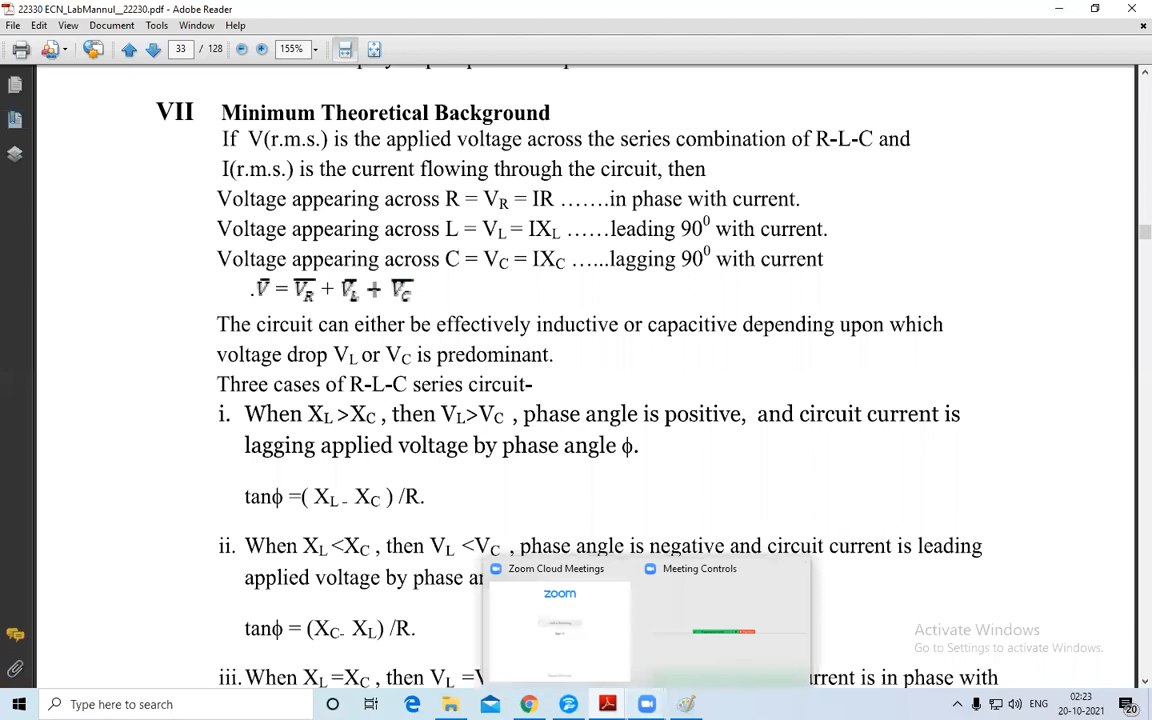 22330 ECN_LabMannul__22230.pdf - Adobe Reader
File Edit View Document Tools Window Help
33 / 128 155%
VII Minimum Theoretical Background
If V(r.m.s.) is the applied voltage across the series combination of R-L-C and
I(r.m.s.) is the current flowing through the circuit, then
Voltage appearing across R = VR = IR …….in phase with current.
Voltage appearing across L = VL = IXL ……leading 90⁰ with current.
Voltage appearing across C = VC = IXC …...lagging 90⁰ with current
.V̅ = V̅R + V̅L + V̅C
The circuit can either be effectively inductive or capacitive depending upon which
voltage drop VL or VC is predominant.
Three cases of R-L-C series circuit-
i. When XL >XC , then VL>VC , phase angle is positive, and circuit current is
lagging applied voltage by phase angle ϕ.
tanϕ =( XL - XC ) /R.
ii. When XL <XC , then VL <VC , phase angle is negative and circuit current is leading
applied voltage by phase
Zoom Cloud Meetings Meeting Controls
zoom
tanϕ = (XC- XL) /R.
Activate Windows
Go to Settings to activate Windows.
iii. When XL =XC , then VL =V rrent is in phase with
Type here to search
ENG
02:23
20-10-2021
20